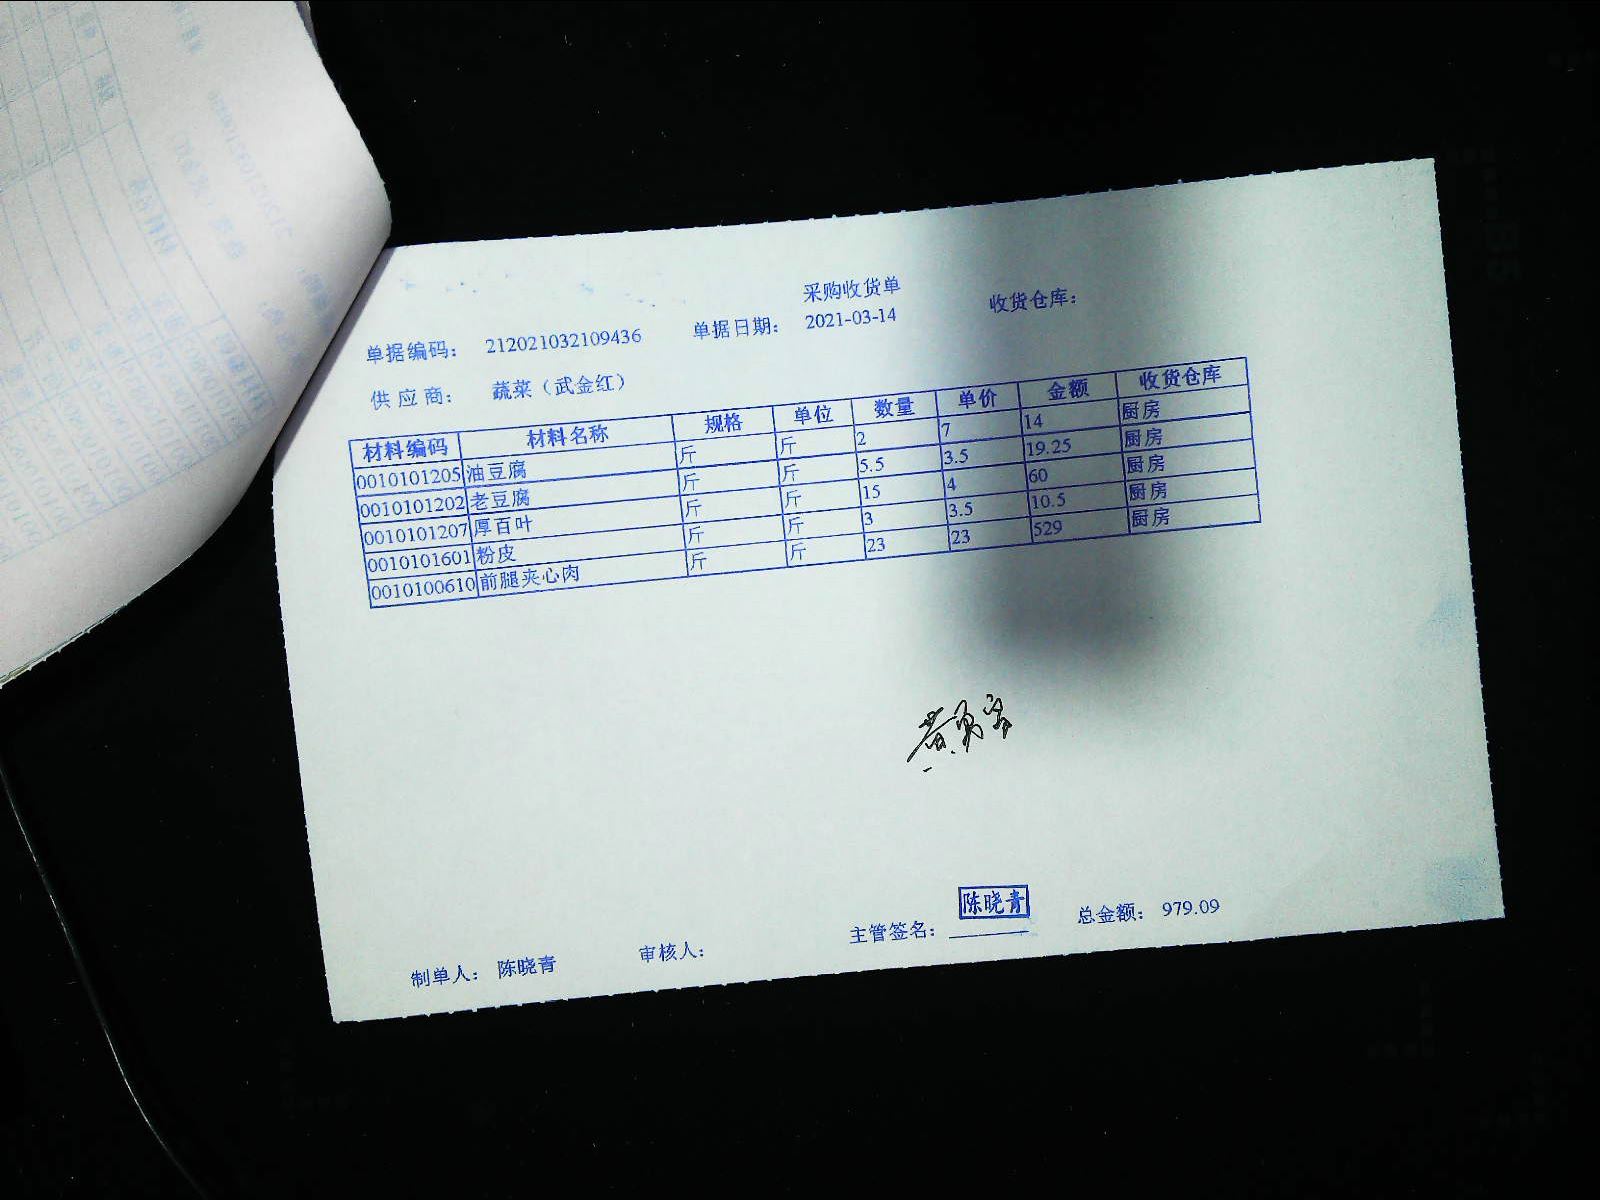 采购收货单
单据编码： 212021032109436 单据日期： 2021-03-14 收货仓库：
供应商： 蔬菜（武金红）
材料编码 材料名称 规格 单位 数量 单价 金额 收货仓库
0010101205 油豆腐 斤 斤 2 7 14 厨房
0010101202 老豆腐 斤 斤 5.5 3.5 19.25 厨房
0010101207 厚百叶 斤 斤 15 4 60 厨房
0010101601 粉皮 斤 斤 3 3.5 10.5 厨房
0010100610 前腿夹心肉 斤 斤 23 23 529 厨房
制单人： 陈晓青 审核人： 主管签名： 陈晓青 总金额： 979.09